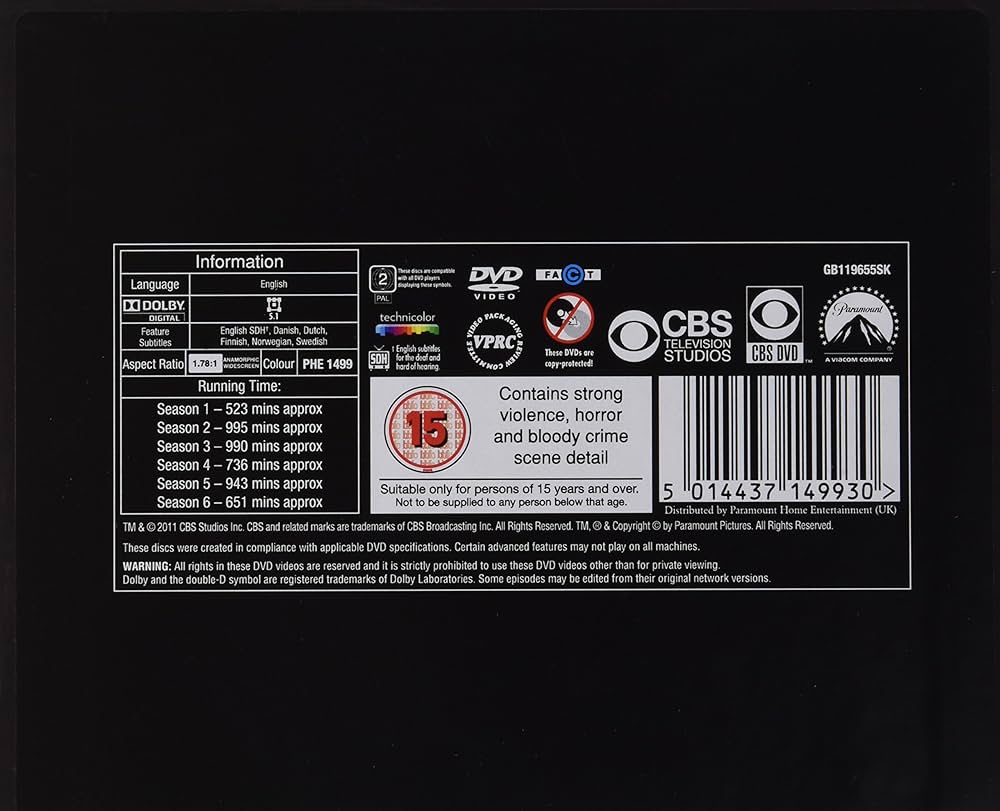 Information
Language English
DOLBY DIGITAL 5.1
Feature Subtitles English SDH†, Danish, Dutch,
Finnish, Norwegian, Swedish
Aspect Ratio 1.78:1 ANAMORPHIC WIDESCREEN Colour PHE 1499
Running Time:
Season 1 – 523 mins approx
Season 2 – 995 mins approx
Season 3 – 990 mins approx
Season 4 – 736 mins approx
Season 5 – 943 mins approx
Season 6 – 651 mins approx
2
PAL
These discs are compatible
with all DVD players
displaying these symbols.
DVD
VIDEO
FACT
GB119655SK
technicolor
SDH
† English subtitles
for the deaf and
hard of hearing.
VIDEO PACKAGING REVIEW COMMITTEE
VPRC
These DVDs are
copy-protected!
CBS
TELEVISION
STUDIOS
CBS DVD ™
Paramount
A VIACOM COMPANY
15
Contains strong
violence, horror
and bloody crime
scene detail
Suitable only for persons of 15 years and over.
Not to be supplied to any person below that age.
5 014437 149930 >
Distributed by Paramount Home Entertainment (UK)
TM & © 2011 CBS Studios Inc. CBS and related marks are trademarks of CBS Broadcasting Inc. All Rights Reserved. TM, ® & Copyright © by Paramount Pictures. All Rights Reserved.
These discs were created in compliance with applicable DVD specifications. Certain advanced features may not play on all machines.
WARNING: All rights in these DVD videos are reserved and it is strictly prohibited to use these DVD videos other than for private viewing.
Dolby and the double-D symbol are registered trademarks of Dolby Laboratories. Some episodes may be edited from their original network versions.